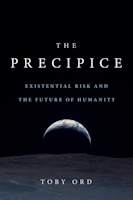 THE
PRECIPICE
EXISTENTIAL RISK AND
THE FUTURE OF HUMANITY
TOBY ORD